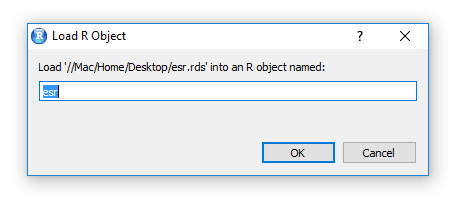 Load R Object
Load '//Mac/Home/Desktop/esr.rds' into an R object named:
esr
OK
Cancel